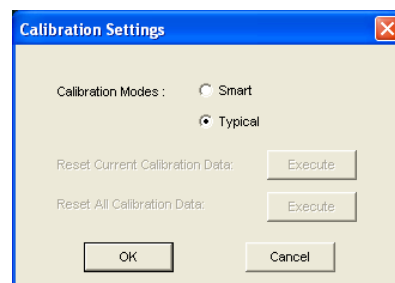 Calibration Settings
Calibration Modes : Smart
Typical
Reset Current Calibration Data: Execute
Reset All Calibration Data: Execute
OK Cancel